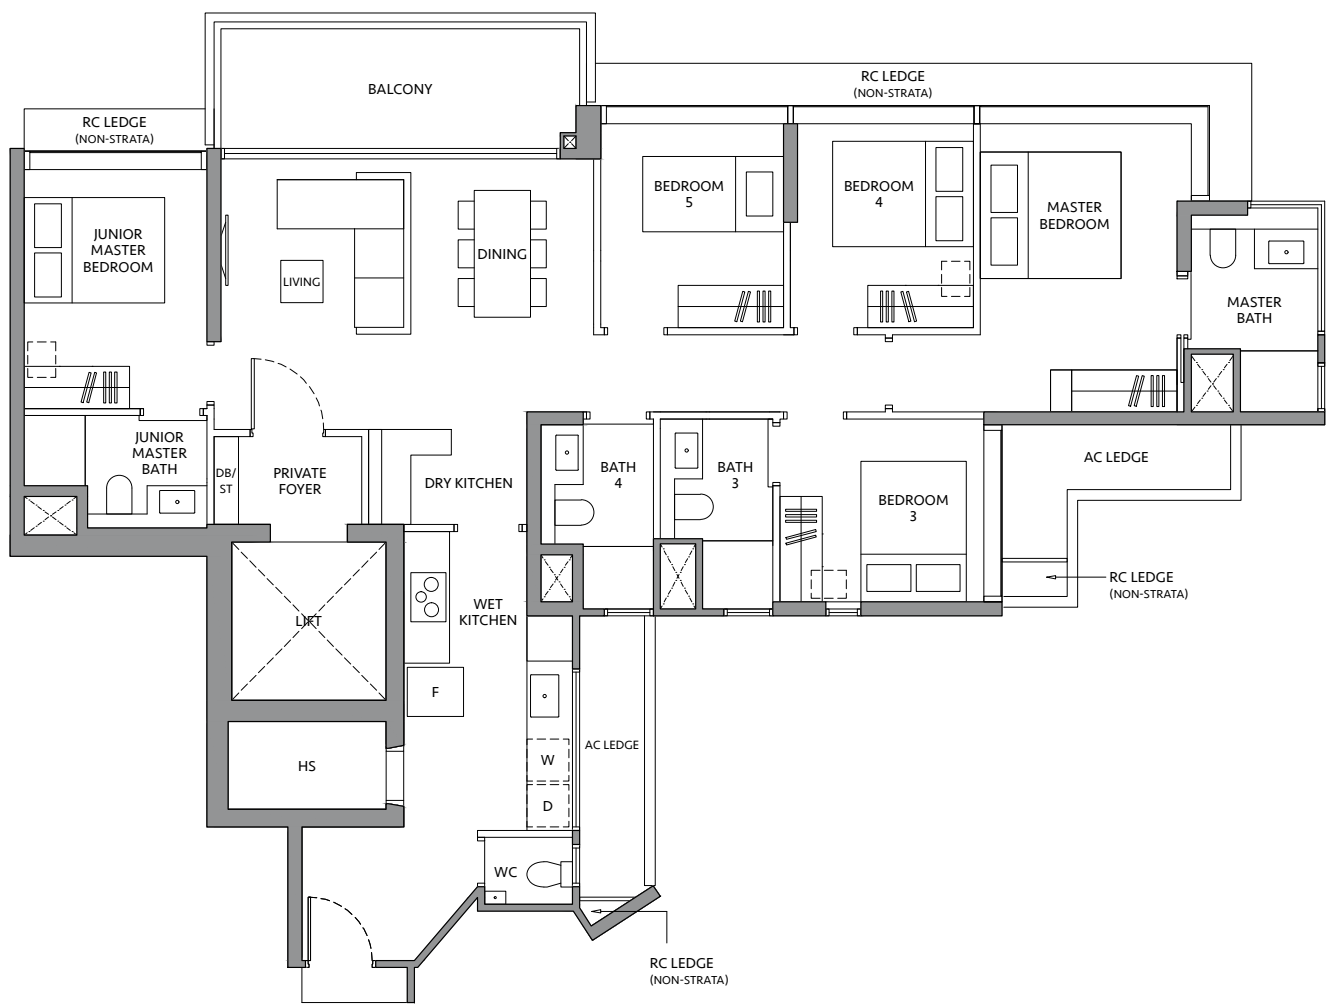 RC LEDGE
(NON-STRATA)
BALCONY
RC LEDGE
(NON-STRATA)
JUNIOR
MASTER
BEDROOM
LIVING
DINING
BEDROOM
5
BEDROOM
4
MASTER
BEDROOM
MASTER
BATH
JUNIOR
MASTER
BATH
DB/
ST
PRIVATE
FOYER
DRY KITCHEN
BATH
4
BATH
3
BEDROOM
3
AC LEDGE
RC LEDGE
(NON-STRATA)
LIFT
WET
KITCHEN
F
HS
W
D
AC LEDGE
WC
RC LEDGE
(NON-STRATA)